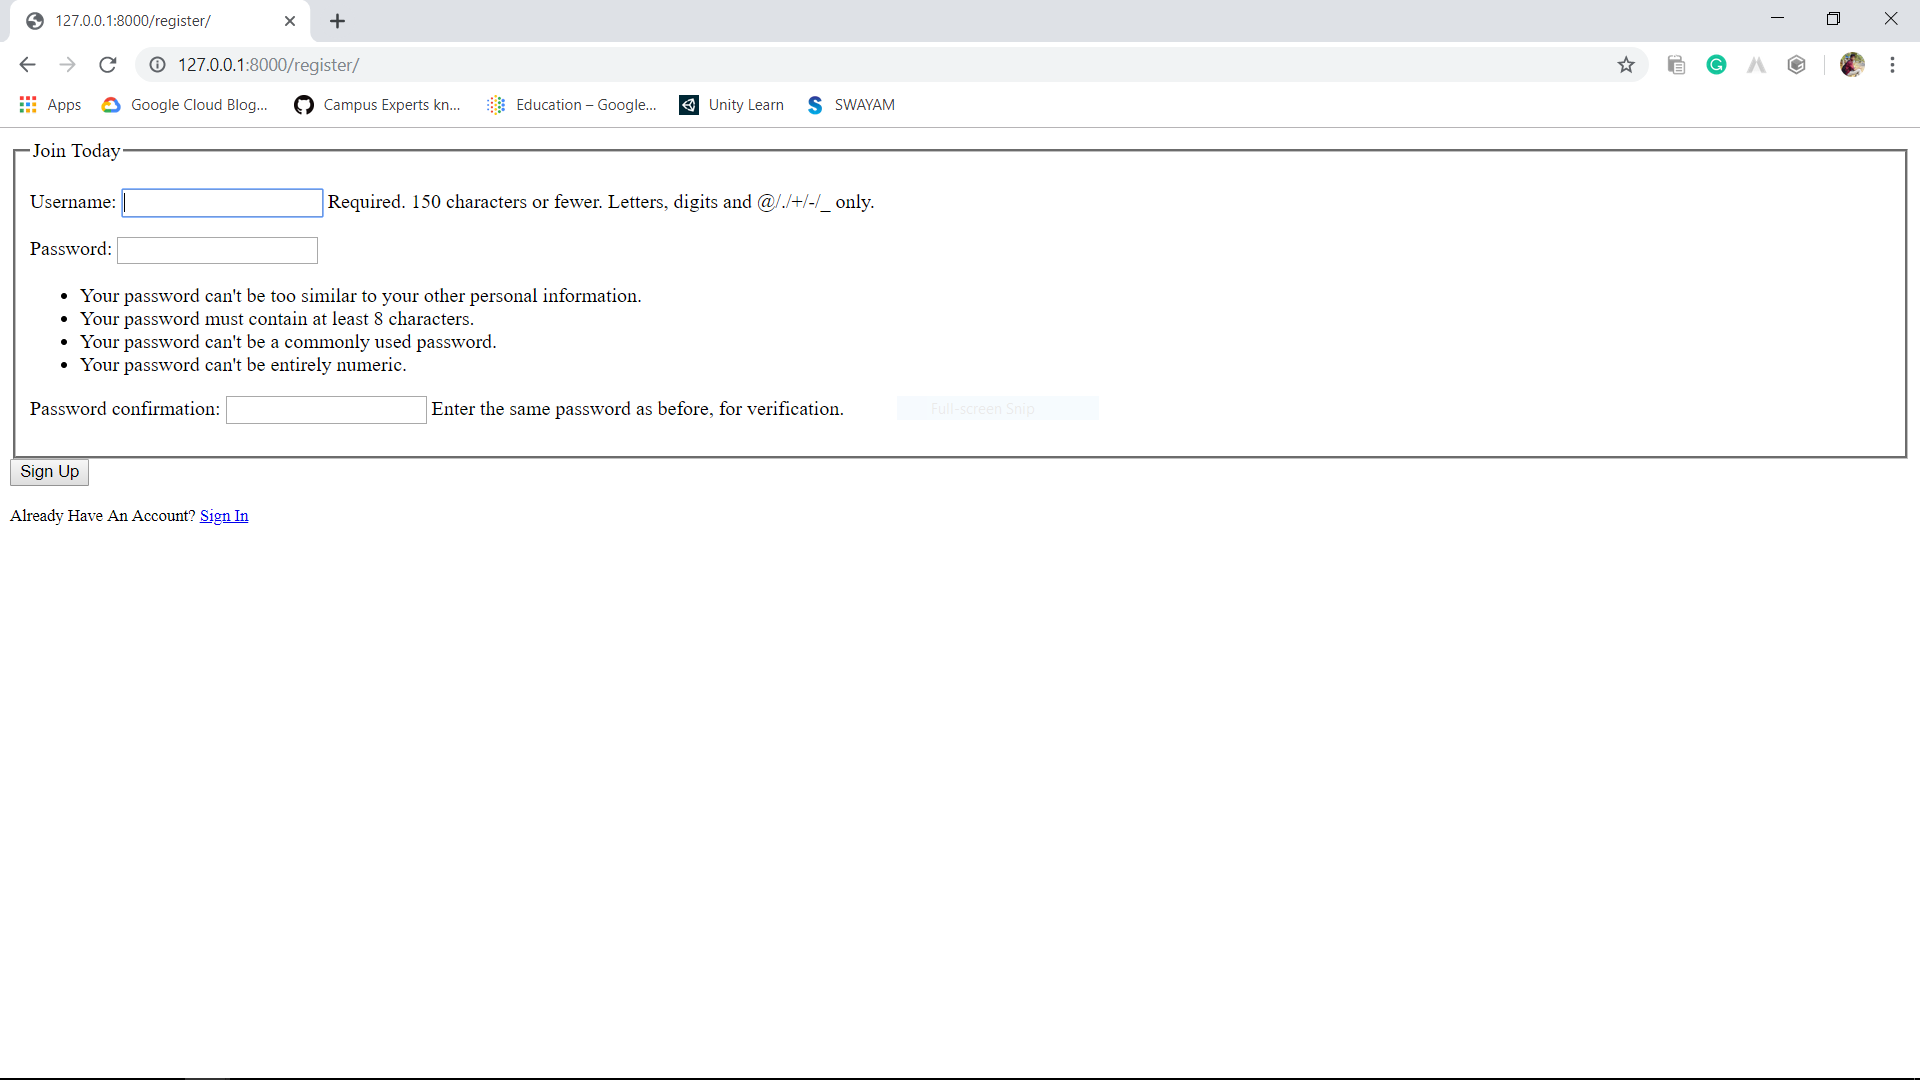 127.0.0.1:8000/register/
127.0.0.1:8000/register/
Apps Google Cloud Blog... Campus Experts kn... Education – Google... Unity Learn SWAYAM
Join Today
Username: Required. 150 characters or fewer. Letters, digits and @/./+/-/_ only.
Password:
• Your password can't be too similar to your other personal information.
• Your password must contain at least 8 characters.
• Your password can't be a commonly used password.
• Your password can't be entirely numeric.
Password confirmation: Enter the same password as before, for verification. Full-screen Snip
Sign Up
Already Have An Account? Sign In